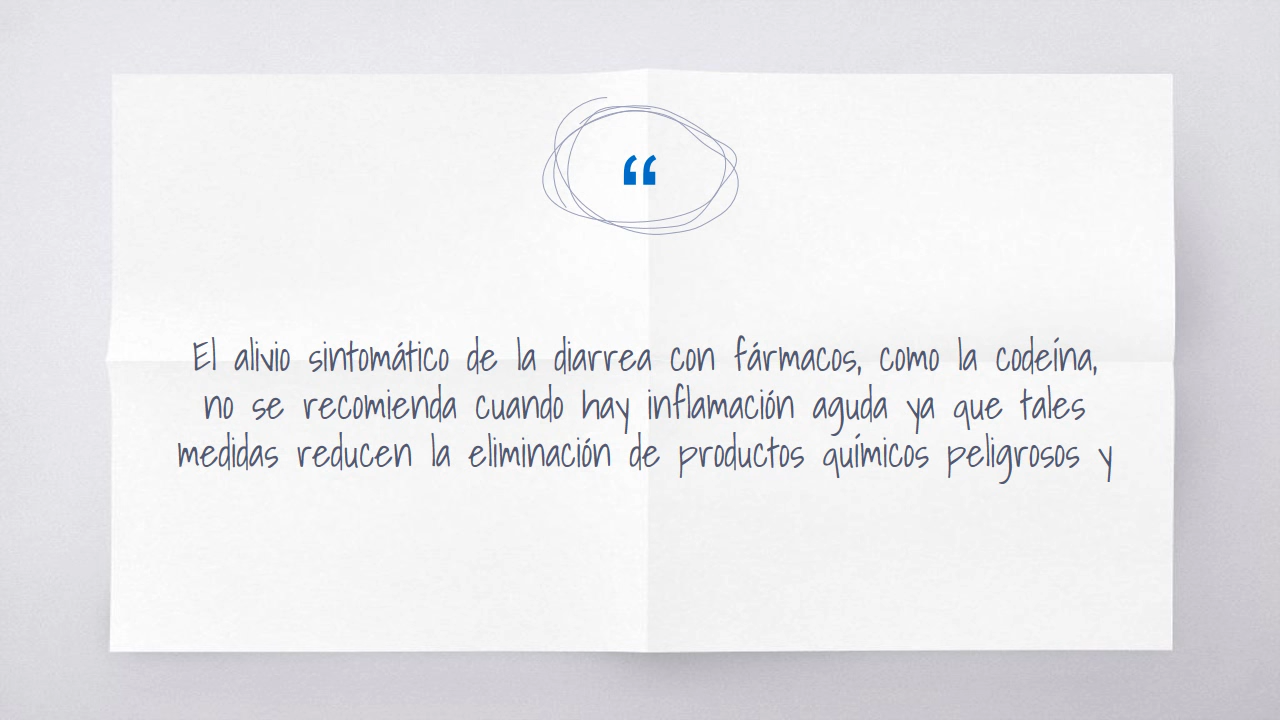 “
El alivio sintomático de la diarrea con fármacos, como la codeína,
no se recomienda cuando hay inflamación aguda ya que tales
medidas reducen la eliminación de productos químicos peligrosos y